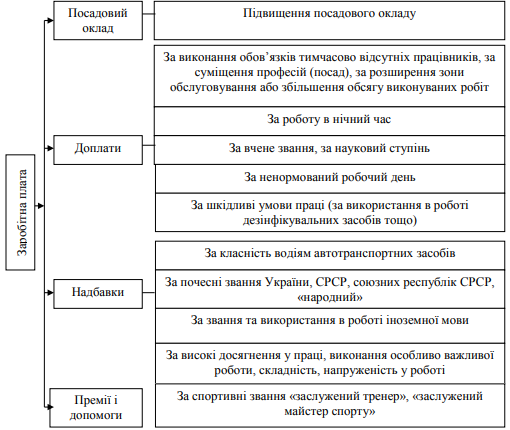 Заробітна плата
Посадовий
оклад
Підвищення посадового окладу
Доплати
За виконання обов’язків тимчасово відсутніх працівників, за
суміщення професій (посад), за розширення зони
обслуговування або збільшення обсягу виконуваних робіт
За роботу в нічний час
За вчене звання, за науковий ступінь
За ненормований робочий день
За шкідливі умови праці (за використання в роботі
дезінфікувальних засобів тощо)
Надбавки
За класність водіям автотранспортних засобів
За почесні звання України, СРСР, союзних республік СРСР,
«народний»
За звання та використання в роботі іноземної мови
За високі досягнення у праці, виконання особливо важливої
роботи, складність, напруженість у роботі
Премії і
допомоги
За спортивні звання «заслужений тренер», «заслужений
майстер спорту»